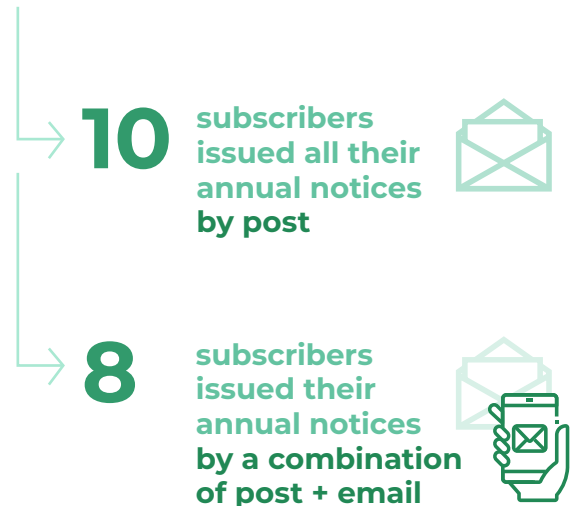 10
subscribers
issued all their
annual notices
by post
8
subscribers
issued their
annual notices
by a combination
of post + email